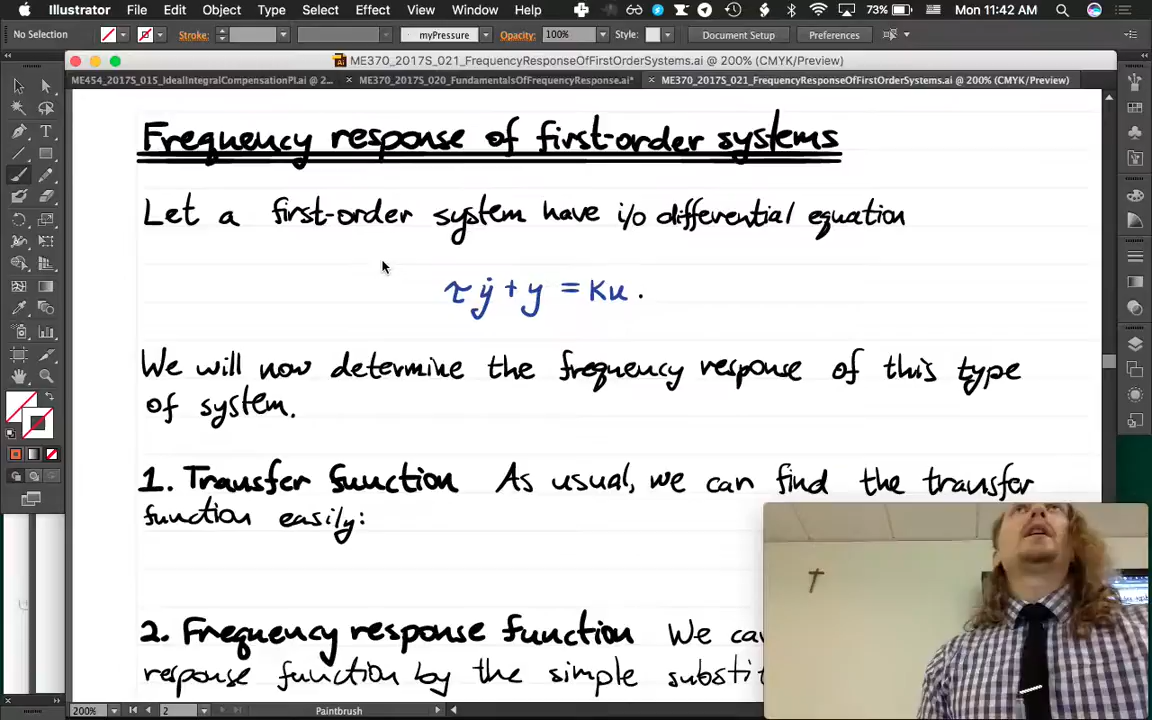 Illustrator File Edit Object Type Select Effect View Window Help 73% Mon 11:42 AM
No Selection Stroke: myPressure Opacity: 100% Style: Document Setup Preferences
ME370_2017S_021_FrequencyResponseOfFirstOrderSystems.ai @ 200% (CMYK/Preview)
ME454_2017S_015_IdealIntegralCompensationPI.ai @ 2... ME370_2017S_020_FundamentalsOfFrequencyResponse.ai* ME370_2017S_021_FrequencyResponseOfFirstOrderSystems.ai @ 200% (CMYK/Preview)
Frequency response of first-order systems
Let a first-order system have i/o differential equation
τẏ + y = Ku.
We will now determine the frequency response of this type
of system.
1. Transfer function As usual, we can find the transfer
function easily:
2. Frequency response function We
response function by the simple
200% 2 Paintbrush